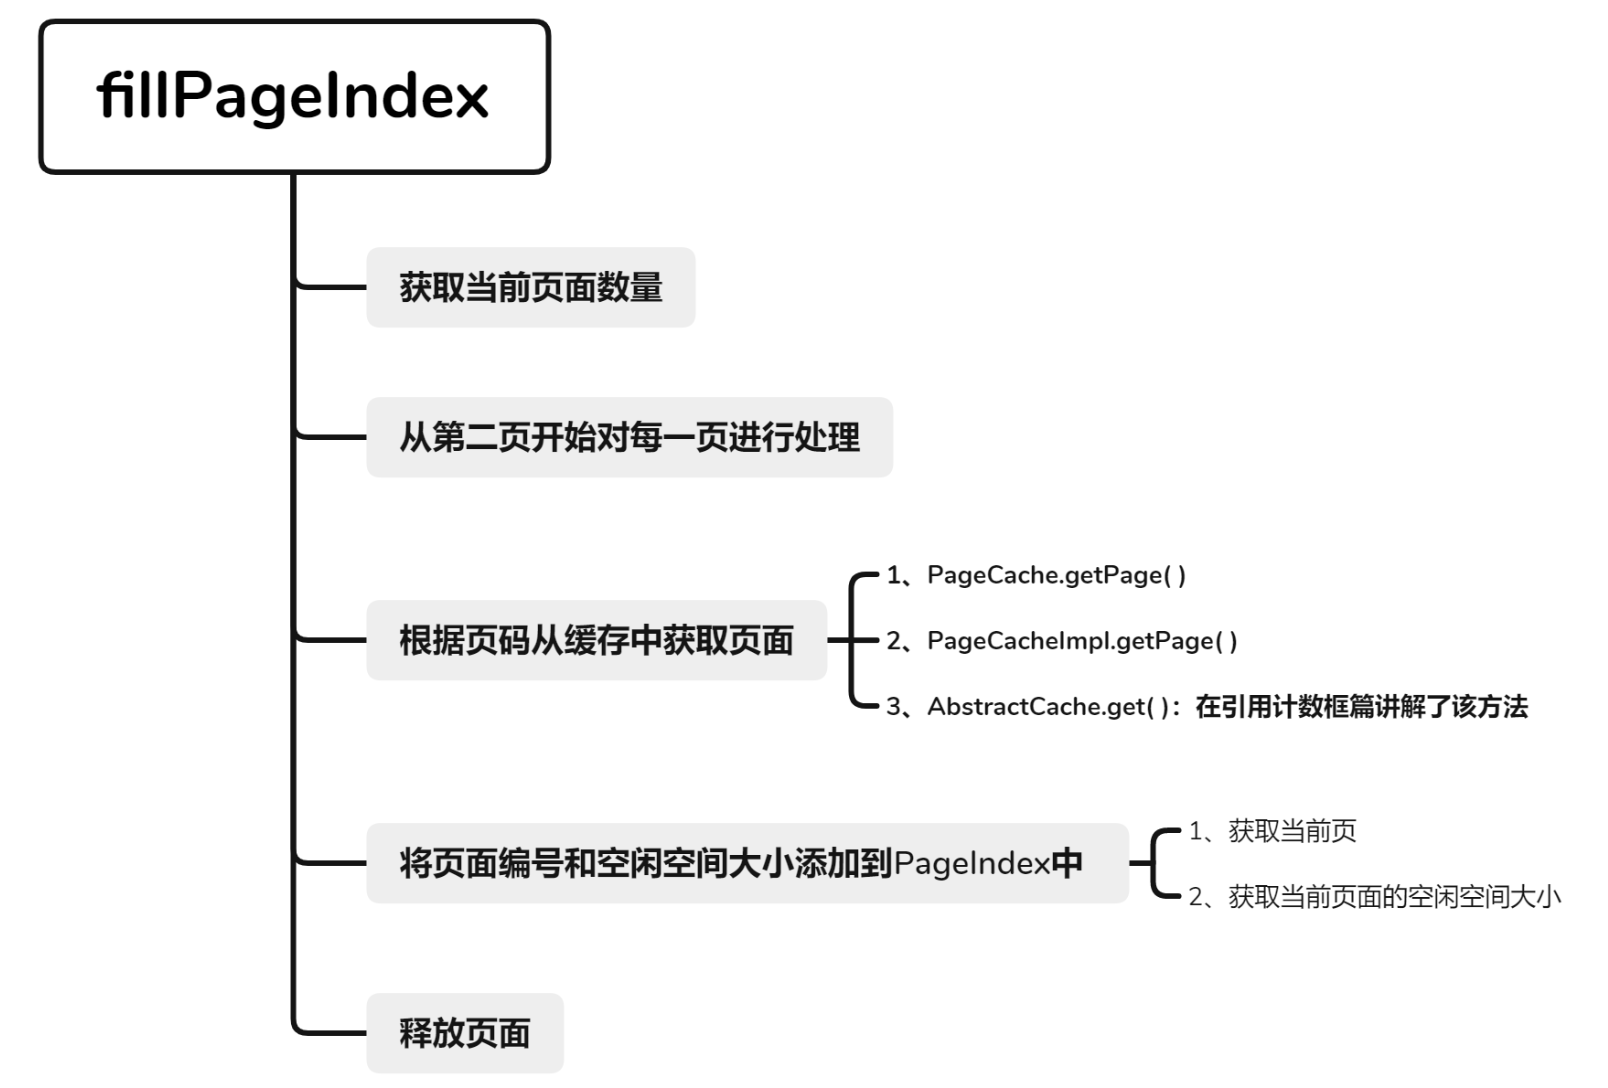 fillPageIndex
获取当前页面数量
从第二页开始对每一页进行处理
根据页码从缓存中获取页面
1、PageCache.getPage( )
2、PageCacheImpl.getPage( )
3、AbstractCache.get( )：在引用计数框篇讲解了该方法
将页面编号和空闲空间大小添加到PageIndex中
1、获取当前页
2、获取当前页面的空闲空间大小
释放页面